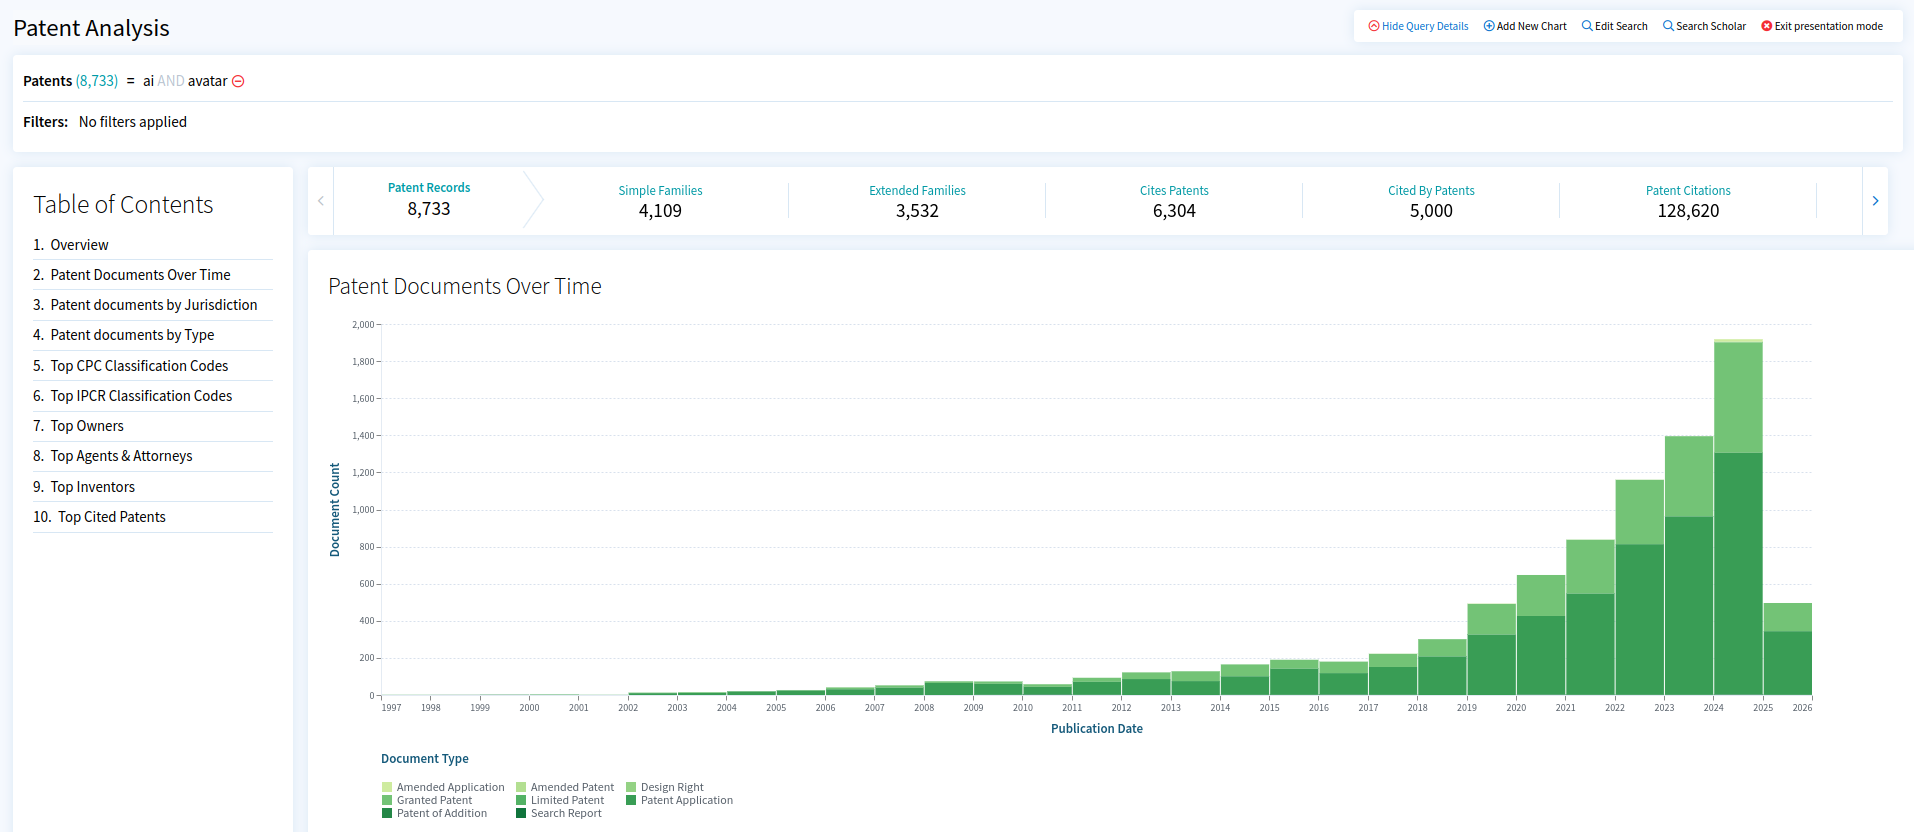 Patent Analysis
Hide Query Details Add New Chart Edit Search Search Scholar Exit presentation mode
Patents (8,733) = ai AND avatar
Filters: No filters applied
Table of Contents
1. Overview
2. Patent Documents Over Time
3. Patent documents by Jurisdiction
4. Patent documents by Type
5. Top CPC Classification Codes
6. Top IPCR Classification Codes
7. Top Owners
8. Top Agents & Attorneys
9. Top Inventors
10. Top Cited Patents
Patent Records Simple Families Extended Families Cites Patents Cited By Patents Patent Citations
8,733 4,109 3,532 6,304 5,000 128,620
Patent Documents Over Time
2,000
1,800
1,600
1,400
1,200
1,000
800
600
400
200
0
Document Count
1997 1998 1999 2000 2001 2002 2003 2004 2005 2006 2007 2008 2009 2010 2011 2012 2013 2014 2015 2016 2017 2018 2019 2020 2021 2022 2023 2024 2025 2026
Publication Date
Document Type
Amended Application Amended Patent Design Right
Granted Patent Limited Patent Patent Application
Patent of Addition Search Report